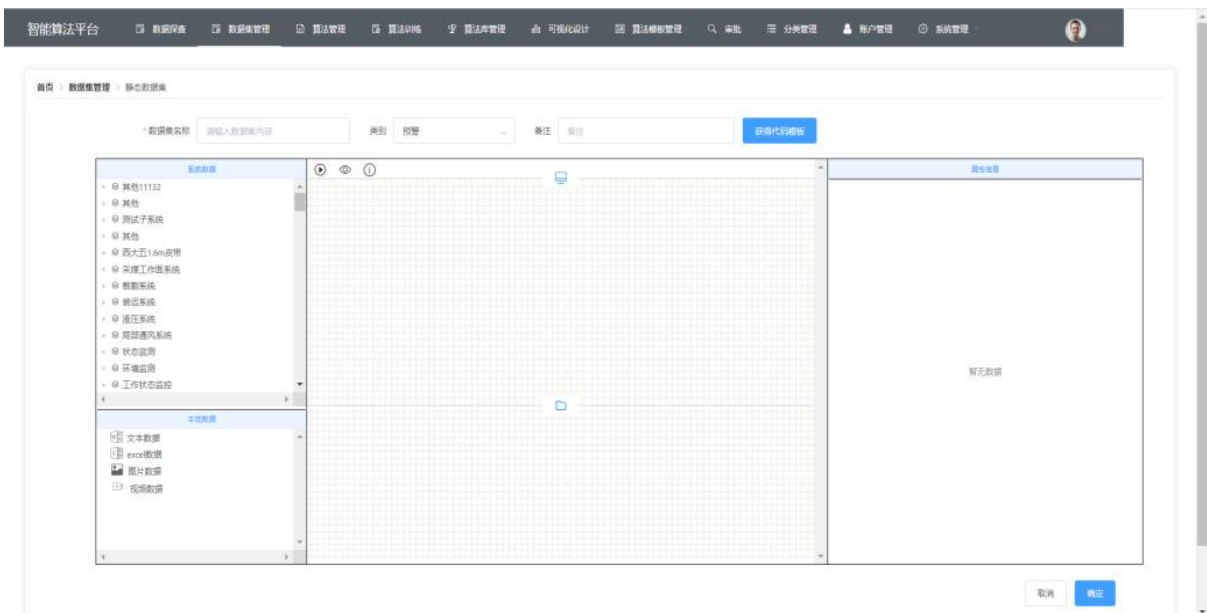 智能算法平台 数据探查 数据集管理 算法管理 算法训练 算法库管理 可视化设计 算法模板管理 审批 分类管理 账户管理 系统管理
首页 > 数据集管理 > 静态数据集
*数据集名称 请输入数据集内容 类别 预警 备注 备注 获得代码模板
系统数据
其他11132
其他
测试子系统
其他
西大五1.6m皮带
采煤工作面系统
截割系统
输运系统
液压系统
局部通风系统
状态监测
环境监测
工作状态监控
本地数据
文本数据
excel数据
图片数据
视频数据
属性信息
暂无数据
取消 确定